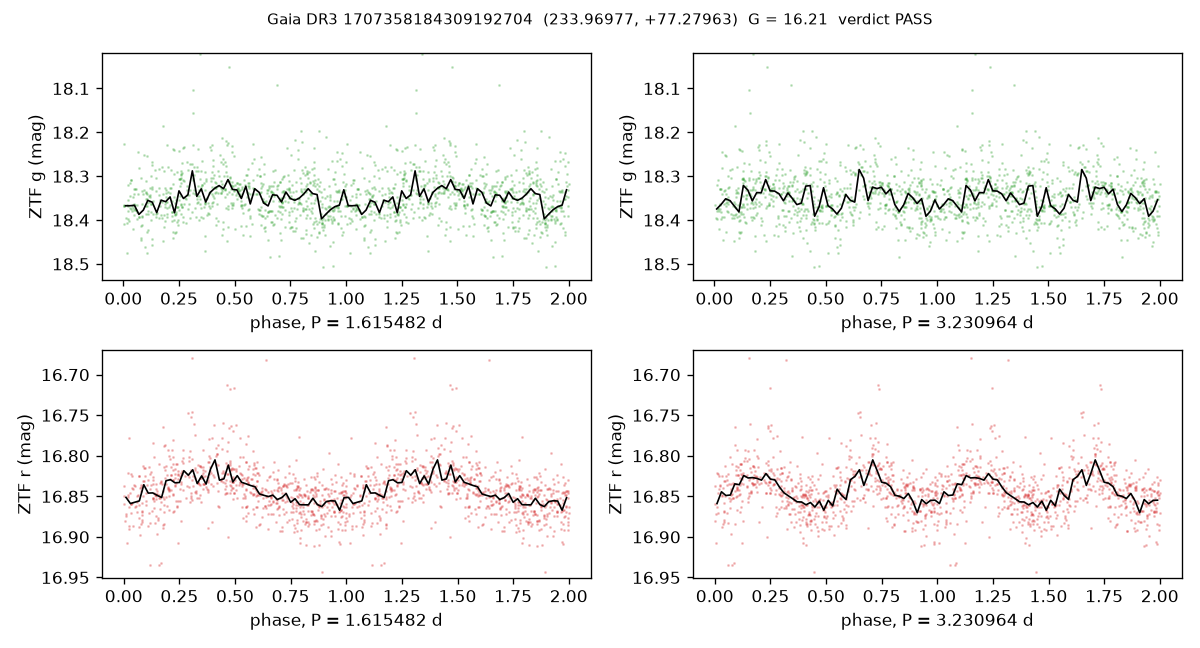 Gaia DR3 1707358184309192704  (233.96977, +77.27963)  G = 16.21  verdict PASS
ZTF g (mag)
18.1
18.2
18.3
18.4
18.5
0.00 0.25 0.50 0.75 1.00 1.25 1.50 1.75 2.00
phase, P = 1.615482 d
ZTF g (mag)
18.1
18.2
18.3
18.4
18.5
0.00 0.25 0.50 0.75 1.00 1.25 1.50 1.75 2.00
phase, P = 3.230964 d
ZTF r (mag)
16.70
16.75
16.80
16.85
16.90
16.95
0.00 0.25 0.50 0.75 1.00 1.25 1.50 1.75 2.00
phase, P = 1.615482 d
ZTF r (mag)
16.70
16.75
16.80
16.85
16.90
16.95
0.00 0.25 0.50 0.75 1.00 1.25 1.50 1.75 2.00
phase, P = 3.230964 d